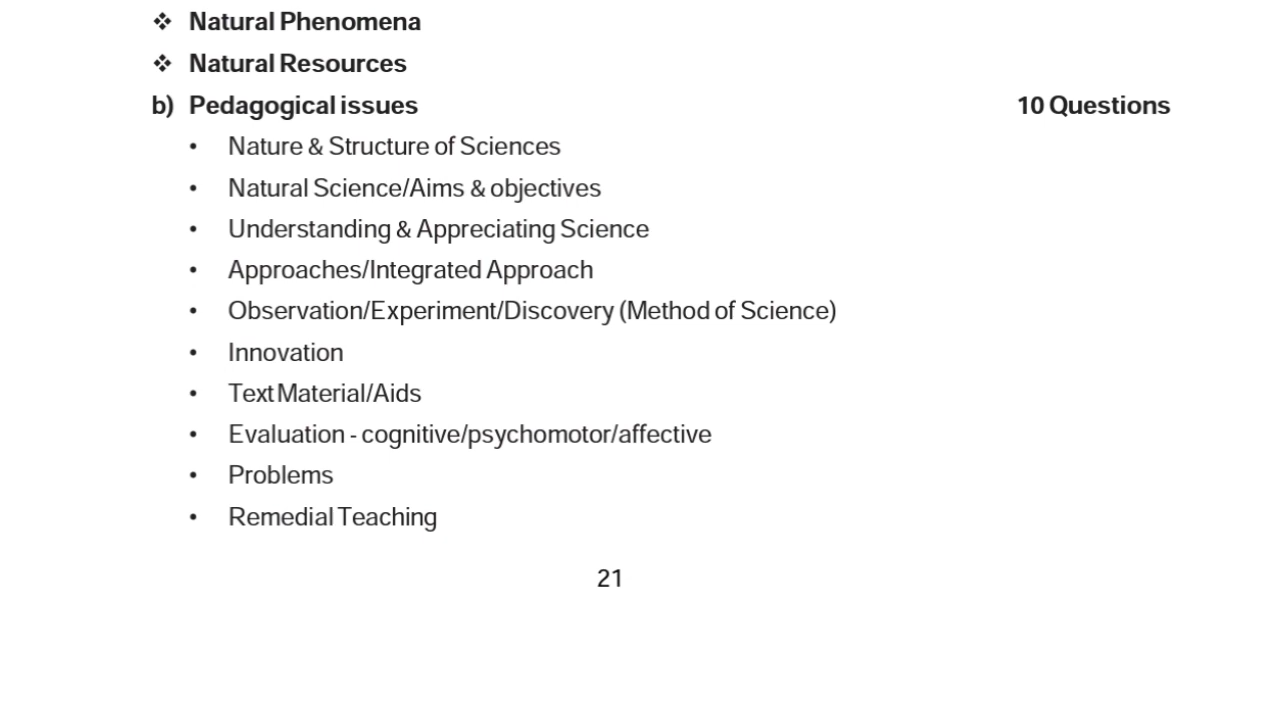 ❖ Natural Phenomena
❖ Natural Resources
b) Pedagogical issues 10 Questions
• Nature & Structure of Sciences
• Natural Science/Aims & objectives
• Understanding & Appreciating Science
• Approaches/Integrated Approach
• Observation/Experiment/Discovery (Method of Science)
• Innovation
• Text Material/Aids
• Evaluation - cognitive/psychomotor/affective
• Problems
• Remedial Teaching
21